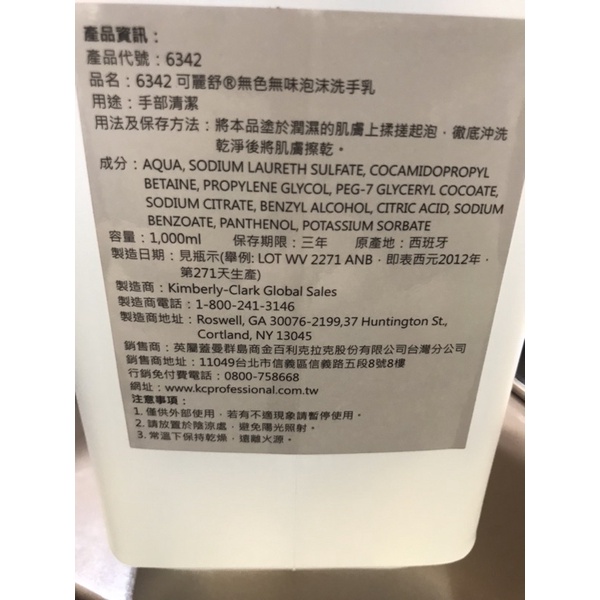 產品資訊：
產品代號：6342
品名：6342 可麗舒®無色無味泡沫洗手乳
用途：手部清潔
用法及保存方法：將本品塗於潤濕的肌膚上揉搓起泡，徹底沖洗
乾淨後將肌膚擦乾。
成分：AQUA, SODIUM LAURETH SULFATE, COCAMIDOPROPYL
BETAINE, PROPYLENE GLYCOL, PEG-7 GLYCERYL COCOATE,
SODIUM CITRATE, BENZYL ALCOHOL, CITRIC ACID, SODIUM
BENZOATE, PANTHENOL, POTASSIUM SORBATE
容量：1,000ml 保存期限：三年 原產地：西班牙
製造日期：見瓶示(舉例: LOT WV 2271 ANB，即表西元2012年，
第271天生產)
製造商：Kimberly-Clark Global Sales
製造商電話：1-800-241-3146
製造商地址：Roswell, GA 30076-2199,37 Huntington St.,
Cortland, NY 13045
銷售商：英屬蓋曼群島商金百利克拉克股份有限公司台灣分公司
銷售商地址：11049台北市信義區信義路五段8號8樓
行銷免付費電話：0800-758668
網址：www.kcprofessional.com.tw
注意事項：
1. 僅供外部使用，若有不適現象請暫停使用。
2. 請放置於陰涼處，避免陽光照射。
3. 常溫下保持乾燥，遠離火源。